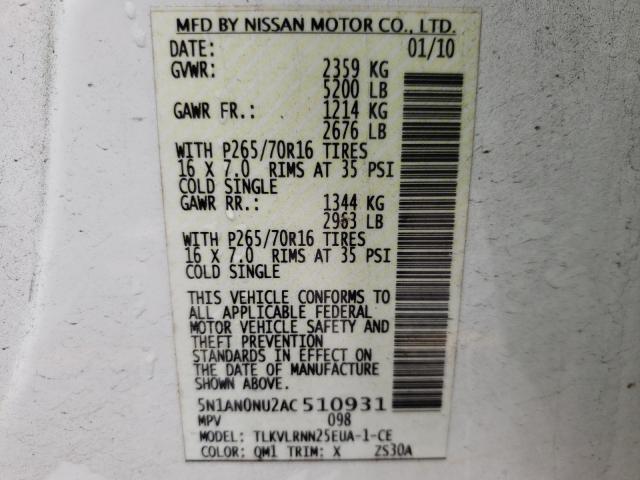 MFD BY NISSAN MOTOR CO., LTD.
DATE: 01/10
GVWR: 2359 KG
5200 LB
GAWR FR.: 1214 KG
2676 LB
WITH P265/70R16 TIRES
16 X 7.0 RIMS AT 35 PSI
COLD SINGLE
GAWR RR.: 1344 KG
2963 LB
WITH P265/70R16 TIRES
16 X 7.0 RIMS AT 35 PSI
COLD SINGLE
THIS VEHICLE CONFORMS TO
ALL APPLICABLE FEDERAL
MOTOR VEHICLE SAFETY AND
THEFT PREVENTION
STANDARDS IN EFFECT ON
THE DATE OF MANUFACTURE
SHOWN ABOVE.
5N1AN0NU2AC 510931
MPV 098
MODEL: TLKVLRNN25EUA-1-CE
COLOR: QM1 TRIM: X ZS30A